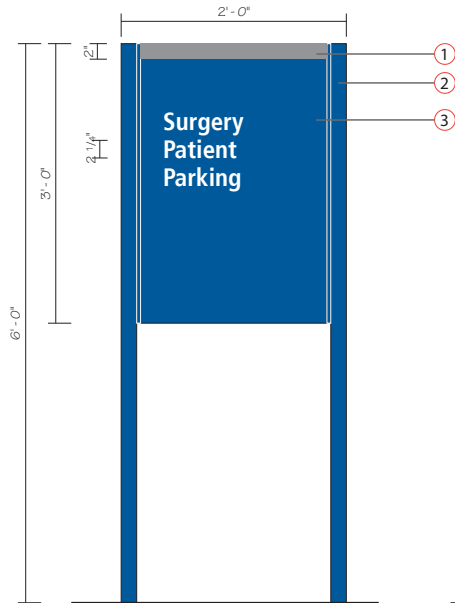 2'-0"
2"
1
2
3
Surgery
Patient
Parking
2 1/4"
3'-0"
6'-0"